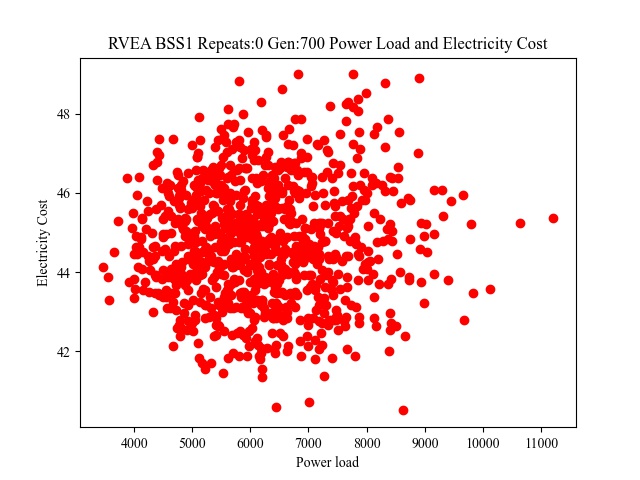 RVEA BSS1 Repeats:0 Gen:700 Power Load and Electricity Cost
48
46
44
42
Electricity Cost
4000 5000 6000 7000 8000 9000 10000 11000
Power load